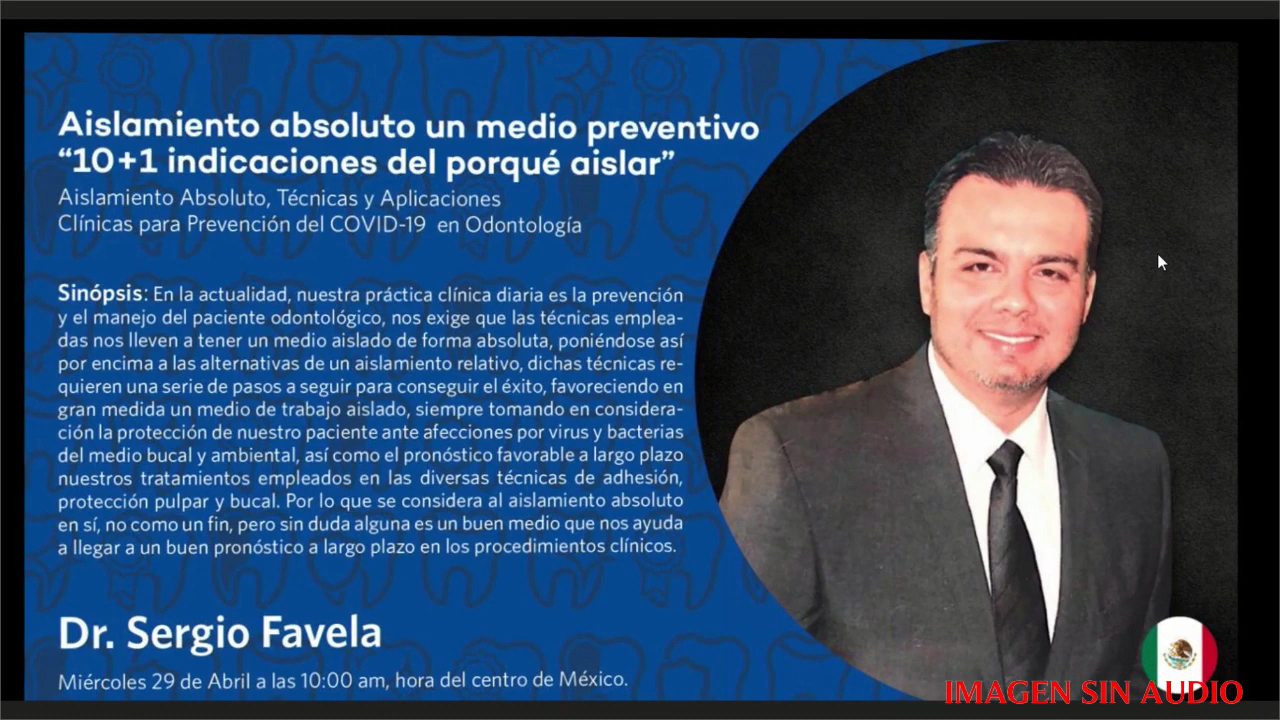 Aislamiento absoluto un medio preventivo
“10+1 indicaciones del porqué aislar”
Aislamiento Absoluto, Técnicas y Aplicaciones
Clínicas para Prevención del COVID-19 en Odontología
Sinópsis: En la actualidad, nuestra práctica clínica diaria es la prevención
y el manejo del paciente odontológico, nos exige que las técnicas emplea-
das nos lleven a tener un medio aislado de forma absoluta, poniéndose así
por encima a las alternativas de un aislamiento relativo, dichas técnicas re-
quieren una serie de pasos a seguir para conseguir el éxito, favoreciendo en
gran medida un medio de trabajo aislado, siempre tomando en considera-
ción la protección de nuestro paciente ante afecciones por virus y bacterias
del medio bucal y ambiental, así como el pronóstico favorable a largo plazo
nuestros tratamientos empleados en las diversas técnicas de adhesión,
protección pulpar y bucal. Por lo que se considera al aislamiento absoluto
en sí, no como un fin, pero sin duda alguna es un buen medio que nos ayuda
a llegar a un buen pronóstico a largo plazo en los procedimientos clínicos.
Dr. Sergio Favela
Miércoles 29 de Abril a las 10:00 am, hora del centro de México.
IMAGEN SIN AUDIO